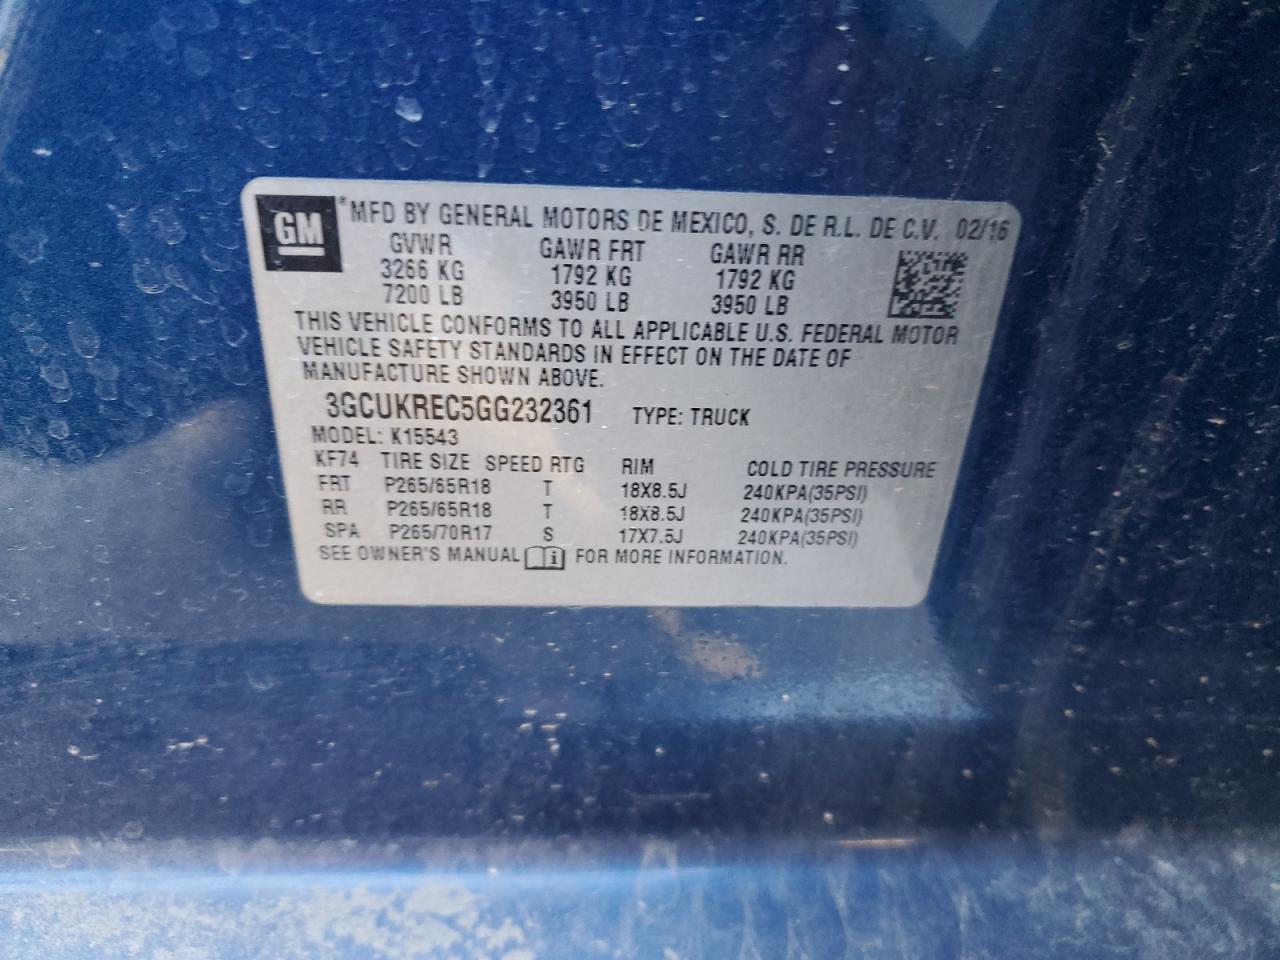 GM ® MFD BY GENERAL MOTORS DE MEXICO, S. DE R.L. DE C.V. 02/16
GVWR GAWR FRT GAWR RR
3266 KG 1792 KG 1792 KG
7200 LB 3950 LB 3950 LB
THIS VEHICLE CONFORMS TO ALL APPLICABLE U.S. FEDERAL MOTOR
VEHICLE SAFETY STANDARDS IN EFFECT ON THE DATE OF
MANUFACTURE SHOWN ABOVE.
3GCUKREC5GG232361 TYPE: TRUCK
MODEL: K15543
KF74 TIRE SIZE SPEED RTG RIM COLD TIRE PRESSURE
FRT P265/65R18 T 18X8.5J 240KPA(35PSI)
RR P265/65R18 T 18X8.5J 240KPA(35PSI)
SPA P265/70R17 S 17X7.5J 240KPA(35PSI)
SEE OWNER'S MANUAL i FOR MORE INFORMATION.